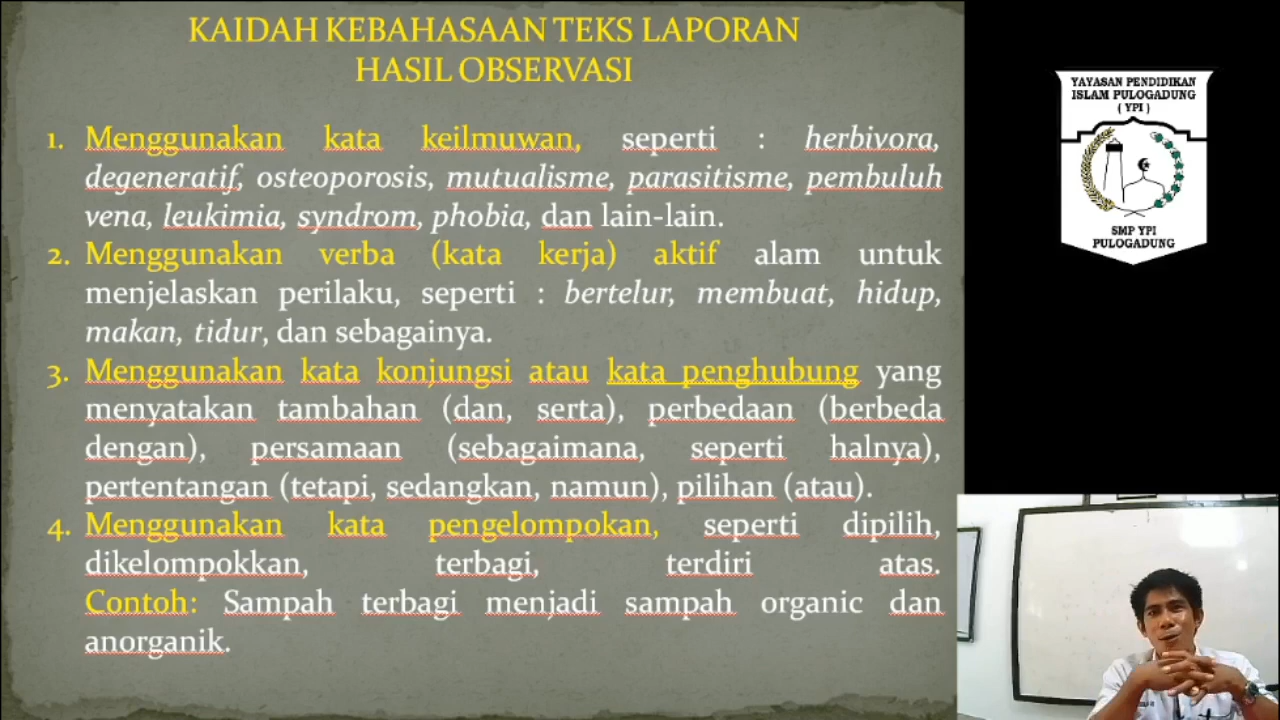 KAIDAH KEBAHASAAN TEKS LAPORAN
HASIL OBSERVASI
1. Menggunakan kata keilmuwan, seperti : herbivora,
degeneratif, osteoporosis, mutualisme, parasitisme, pembuluh
vena, leukimia, syndrom, phobia, dan lain-lain.
2. Menggunakan verba (kata kerja) aktif alam untuk
menjelaskan perilaku, seperti : bertelur, membuat, hidup,
makan, tidur, dan sebagainya.
3. Menggunakan kata konjungsi atau kata penghubung yang
menyatakan tambahan (dan, serta), perbedaan (berbeda
dengan), persamaan (sebagaimana, seperti halnya),
pertentangan (tetapi, sedangkan, namun), pilihan (atau).
4. Menggunakan kata pengelompokan, seperti dipilih,
dikelompokkan, terbagi, terdiri atas.
Contoh: Sampah terbagi menjadi sampah organic dan
anorganik.
YAYASAN PENDIDIKAN
ISLAM PULOGADUNG
( YPI )
SMP YPI
PULOGADUNG